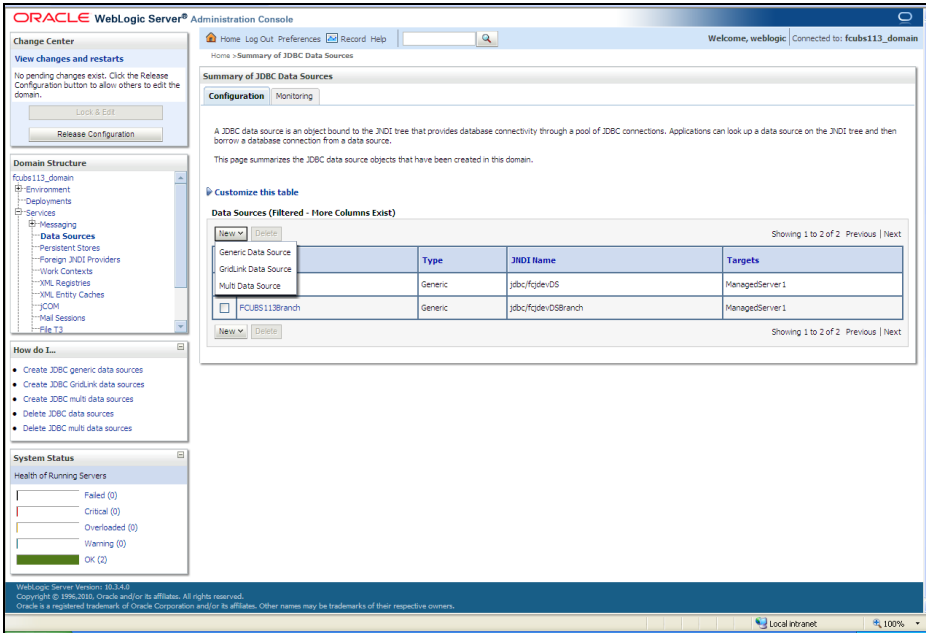 ORACLE WebLogic Server® Administration Console
Change Center
View changes and restarts
No pending changes exist. Click the Release
Configuration button to allow others to edit the
domain.
Lock & Edit
Release Configuration
Domain Structure
fcubs113_domain
Environment
Deployments
Services
Messaging
Data Sources
Persistent Stores
Foreign JNDI Providers
Work Contexts
XML Registries
XML Entity Caches
jCOM
Mail Sessions
File T3
How do I...
Create JDBC generic data sources
Create JDBC GridLink data sources
Create JDBC multi data sources
Delete JDBC data sources
Delete JDBC multi data sources
System Status
Health of Running Servers
Failed (0)
Critical (0)
Overloaded (0)
Warning (0)
OK (2)
Home Log Out Preferences Record Help
Welcome, weblogic Connected to: fcubs113_domain
Home >Summary of JDBC Data Sources
Summary of JDBC Data Sources
Configuration Monitoring
A JDBC data source is an object bound to the JNDI tree that provides database connectivity through a pool of JDBC connections. Applications can look up a data source on the JNDI tree and then
borrow a database connection from a data source.
This page summarizes the JDBC data source objects that have been created in this domain.
Customize this table
Data Sources (Filtered - More Columns Exist)
New Delete Showing 1 to 2 of 2 Previous | Next
Generic Data Source
GridLink Data Source
Multi Data Source
Type JNDI Name Targets
Generic jdbc/fcjdevDS ManagedServer1
FCUBS113Branch Generic jdbc/fcjdevDSBranch ManagedServer1
New Delete Showing 1 to 2 of 2 Previous | Next
WebLogic Server Version: 10.3.4.0
Copyright © 1996,2010, Oracle and/or its affiliates. All rights reserved.
Oracle is a registered trademark of Oracle Corporation and/or its affiliates. Other names may be trademarks of their respective owners.
Local intranet 100%